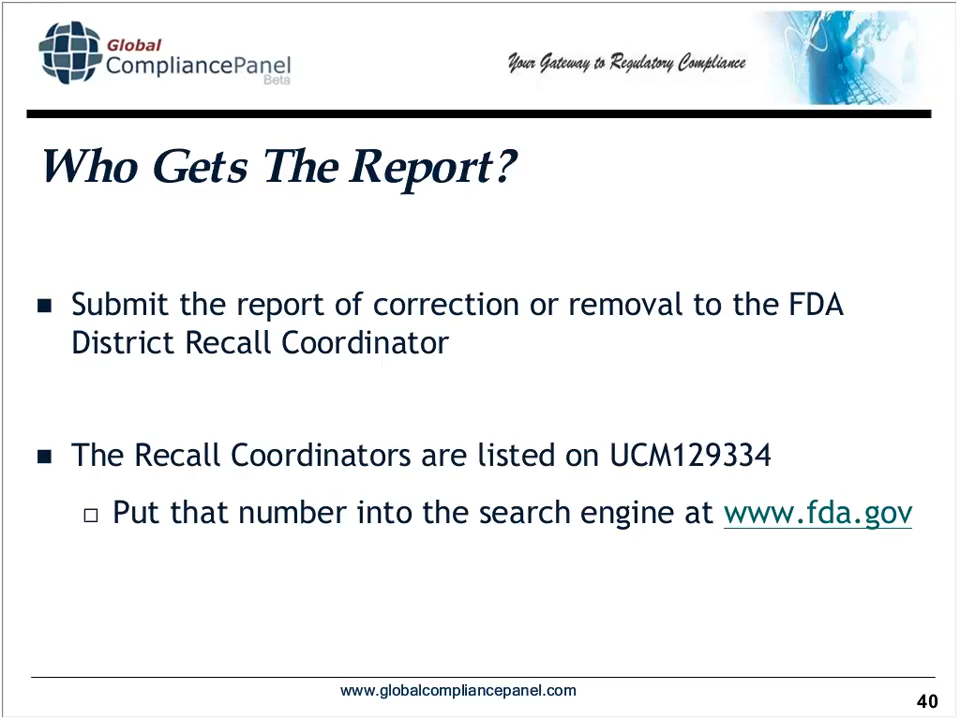 Global
CompliancePanel
Beta
Your Gateway to Regulatory Compliance
Who Gets The Report?
■ Submit the report of correction or removal to the FDA
District Recall Coordinator
■ The Recall Coordinators are listed on UCM129334
□ Put that number into the search engine at www.fda.gov
www.globalcompliancepanel.com
40